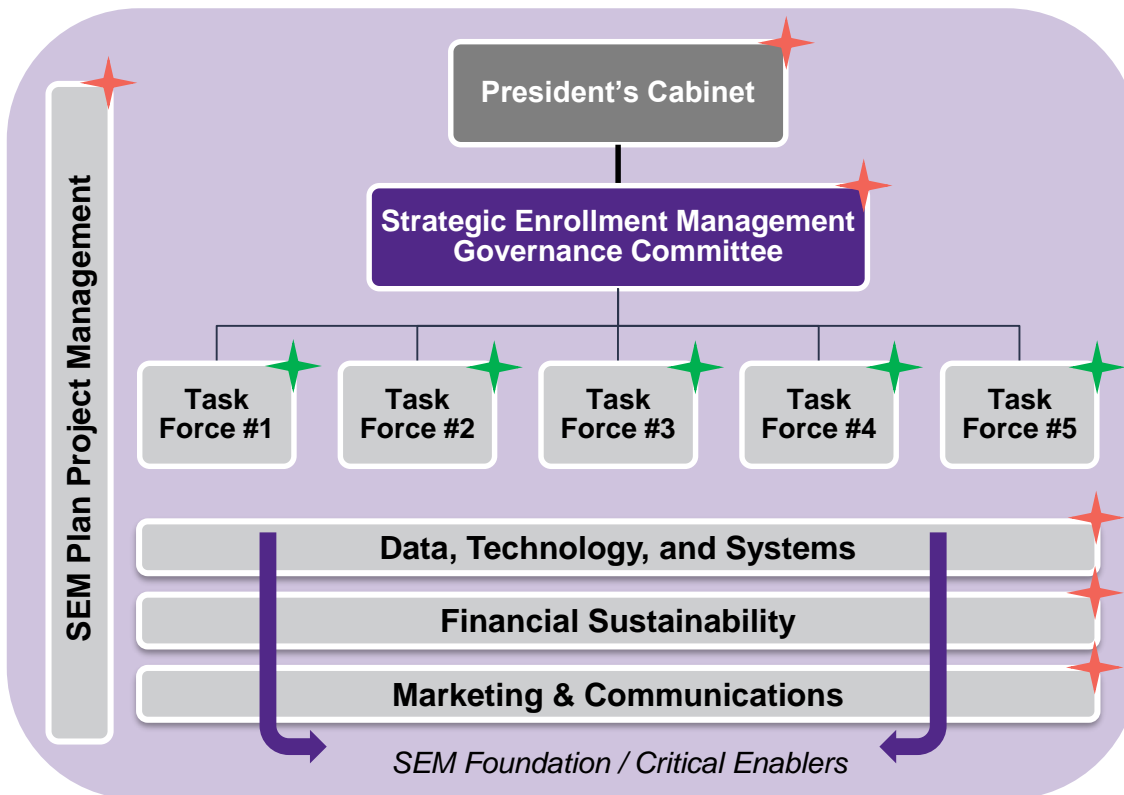 SEM Plan Project Management
President’s Cabinet
Strategic Enrollment Management
Governance Committee
Task
Force #1
Task
Force #2
Task
Force #3
Task
Force #4
Task
Force #5
Data, Technology, and Systems
Financial Sustainability
Marketing & Communications
SEM Foundation / Critical Enablers